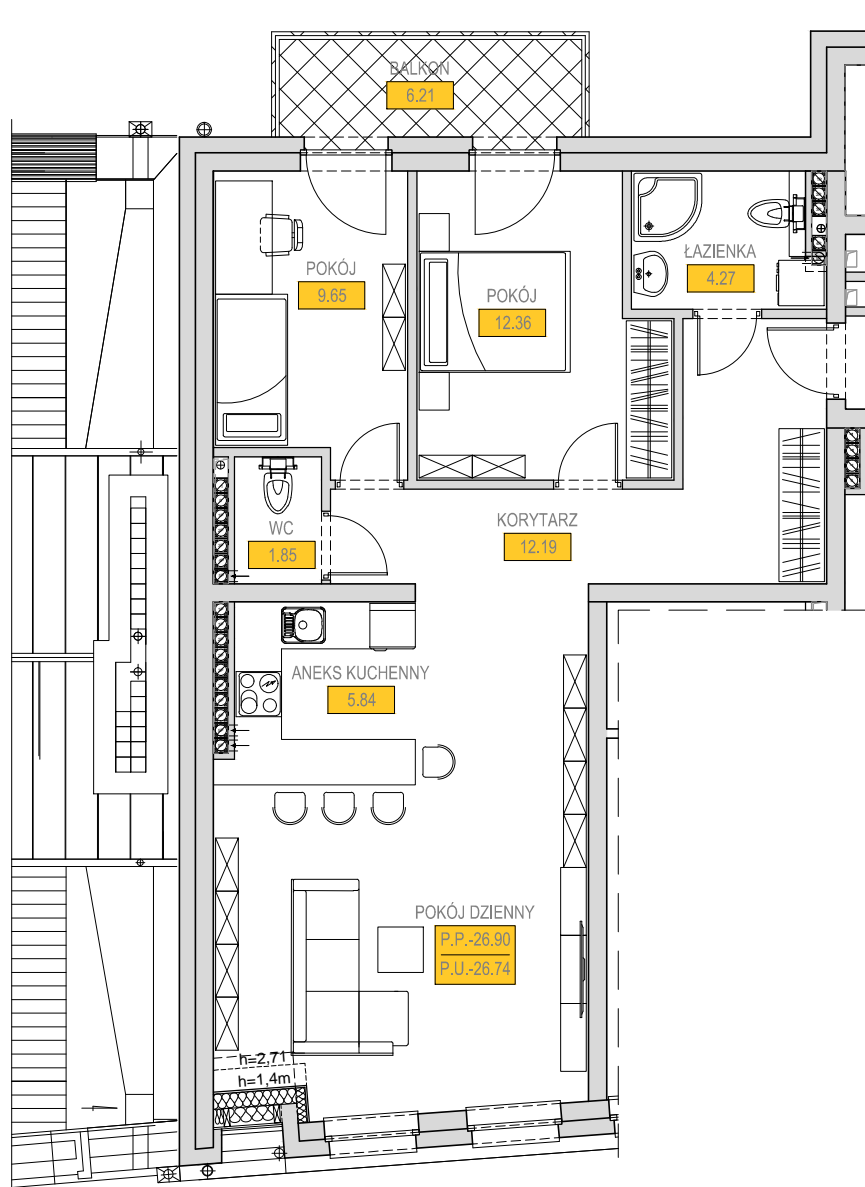 BALKON
6.21
POKÓJ
9.65
POKÓJ
12.36
ŁAZIENKA
4.27
WC
1.85
KORYTARZ
12.19
ANEKS KUCHENNY
5.84
POKÓJ DZIENNY
P.P.-26.90
P.U.-26.74
h=2,71
h=1,4m